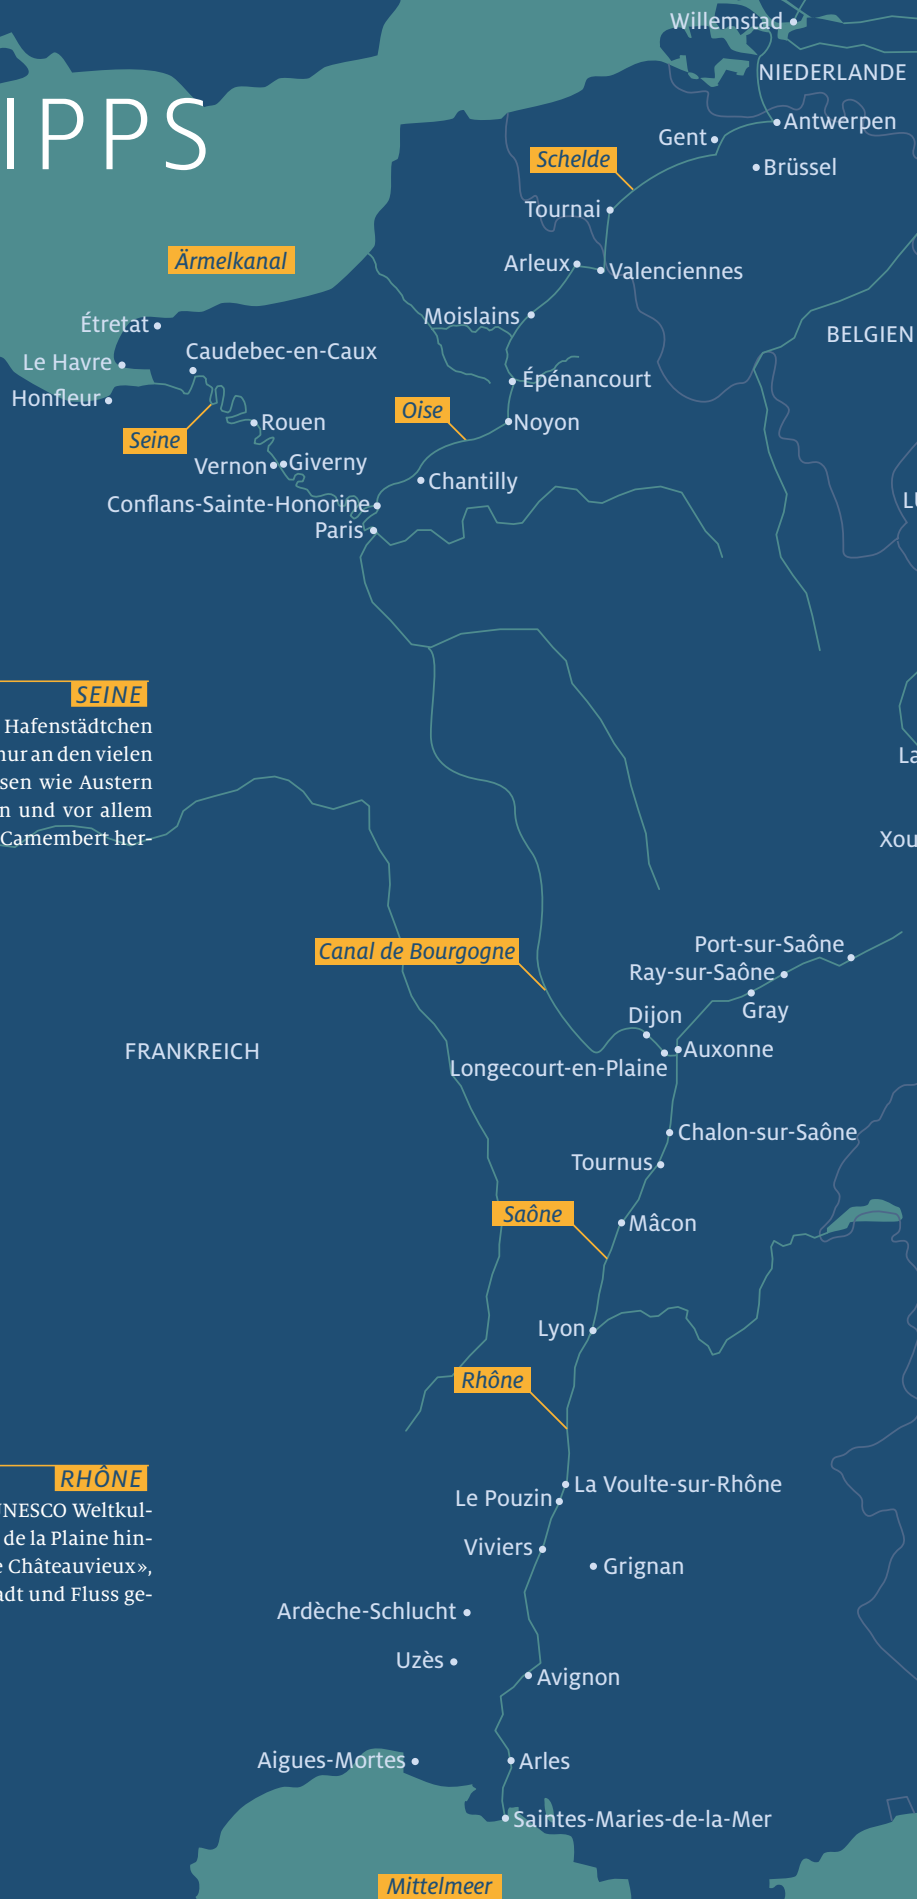 IPPS
Willemstad
NIEDERLANDE
Antwerpen
Gent
Schelde
Brüssel
Tournai
Ärmelkanal
Arleux
Valenciennes
Moislains
Étretat
BELGIEN
Caudebec-en-Caux
Le Havre
Épénancourt
Honfleur
Oise
Noyon
Rouen
Seine
Giverny
Vernon
Chantilly
Conflans-Sainte-Honorine
Paris
SEINE
Hafenstädtchen
nur an den vielen
sen wie Austern
n und vor allem
Camembert her-
Port-sur-Saône
Canal de Bourgogne
Ray-sur-Saône
Gray
Dijon
FRANKREICH
Auxonne
Longecourt-en-Plaine
Chalon-sur-Saône
Tournus
Saône
Mâcon
Lyon
Rhône
RHÔNE
UNESCO Weltkul-
de la Plaine hin-
e Châteauvieux»,
adt und Fluss ge-
La Voulte-sur-Rhône
Le Pouzin
Viviers
Grignan
Ardèche-Schlucht
Uzès
Avignon
Aigues-Mortes
Arles
Saintes-Maries-de-la-Mer
Mittelmeer